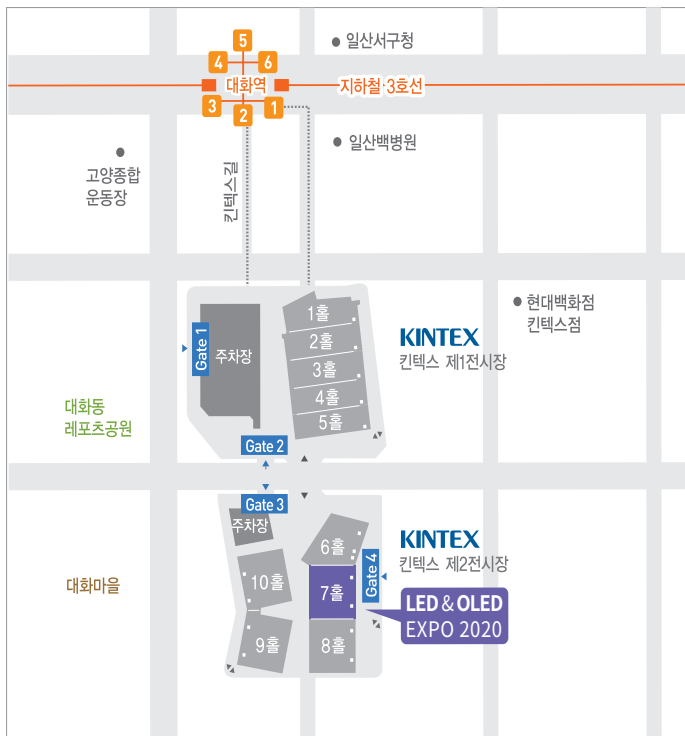 5
일산서구청
4
6
대화역
지하철 3호선
3
2
1
일산백병원
고양종합
운동장
킨텍스길
현대백화점
킨텍스점
1홀
2홀
3홀
4홀
5홀
Gate 1
주차장
KINTEX
킨텍스 제1전시장
대화동
레포츠공원
Gate 2
Gate 3
주차장
6홀
KINTEX
킨텍스 제2전시장
Gate 4
10홀
7홀
대화마을
LED & OLED
EXPO 2020
9홀
8홀